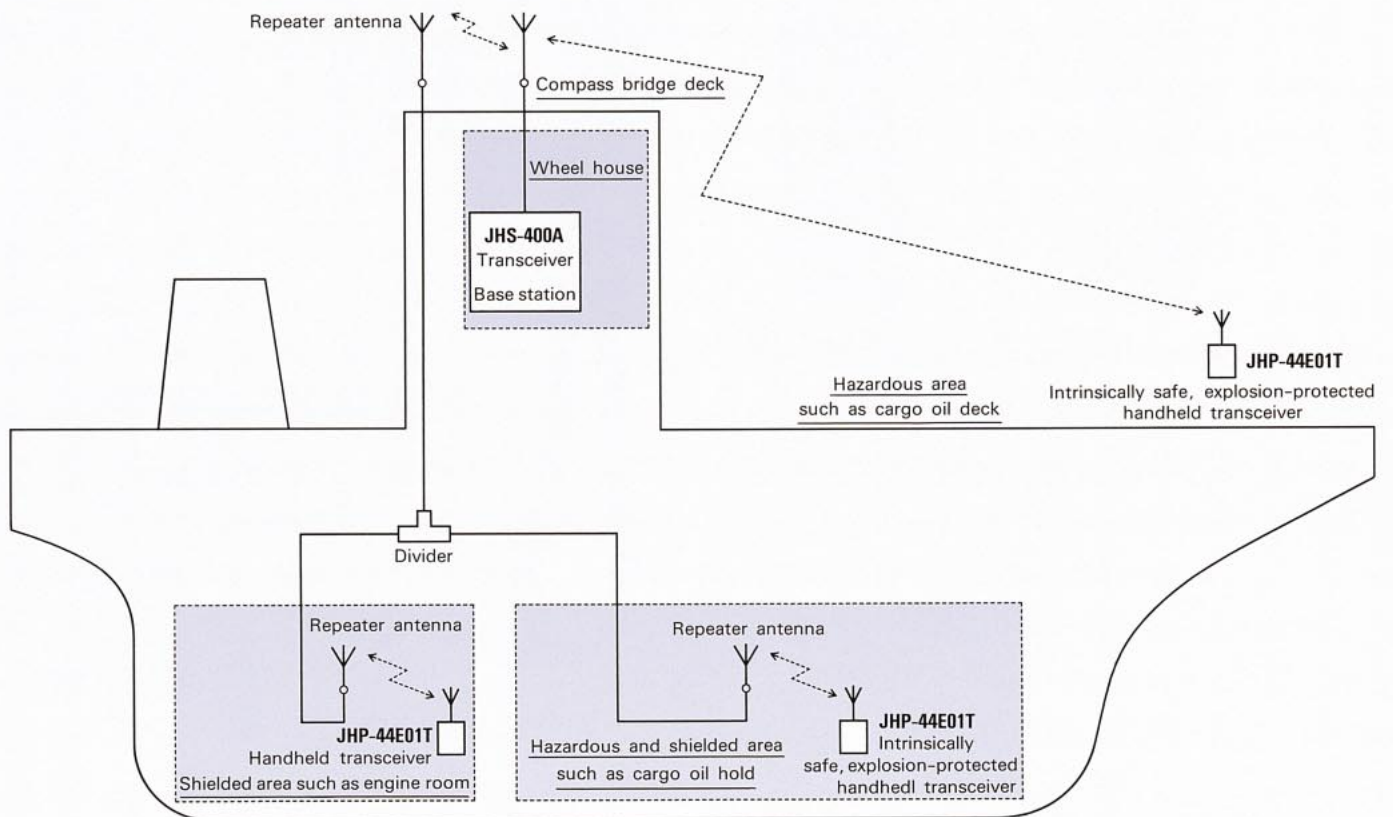 Repeater antenna
Compass bridge deck
Wheel house
JHS-400A
Transceiver
Base station
JHP-44E01T
Intrinsically safe, explosion-protected
handheld transceiver
Hazardous area
such as cargo oil deck
Divider
Repeater antenna
JHP-44E01T
Handheld transceiver
Shielded area such as engine room
Repeater antenna
Hazardous and shielded area
such as cargo oil hold
JHP-44E01T
Intrinsically
safe, explosion-protected
handhedl transceiver